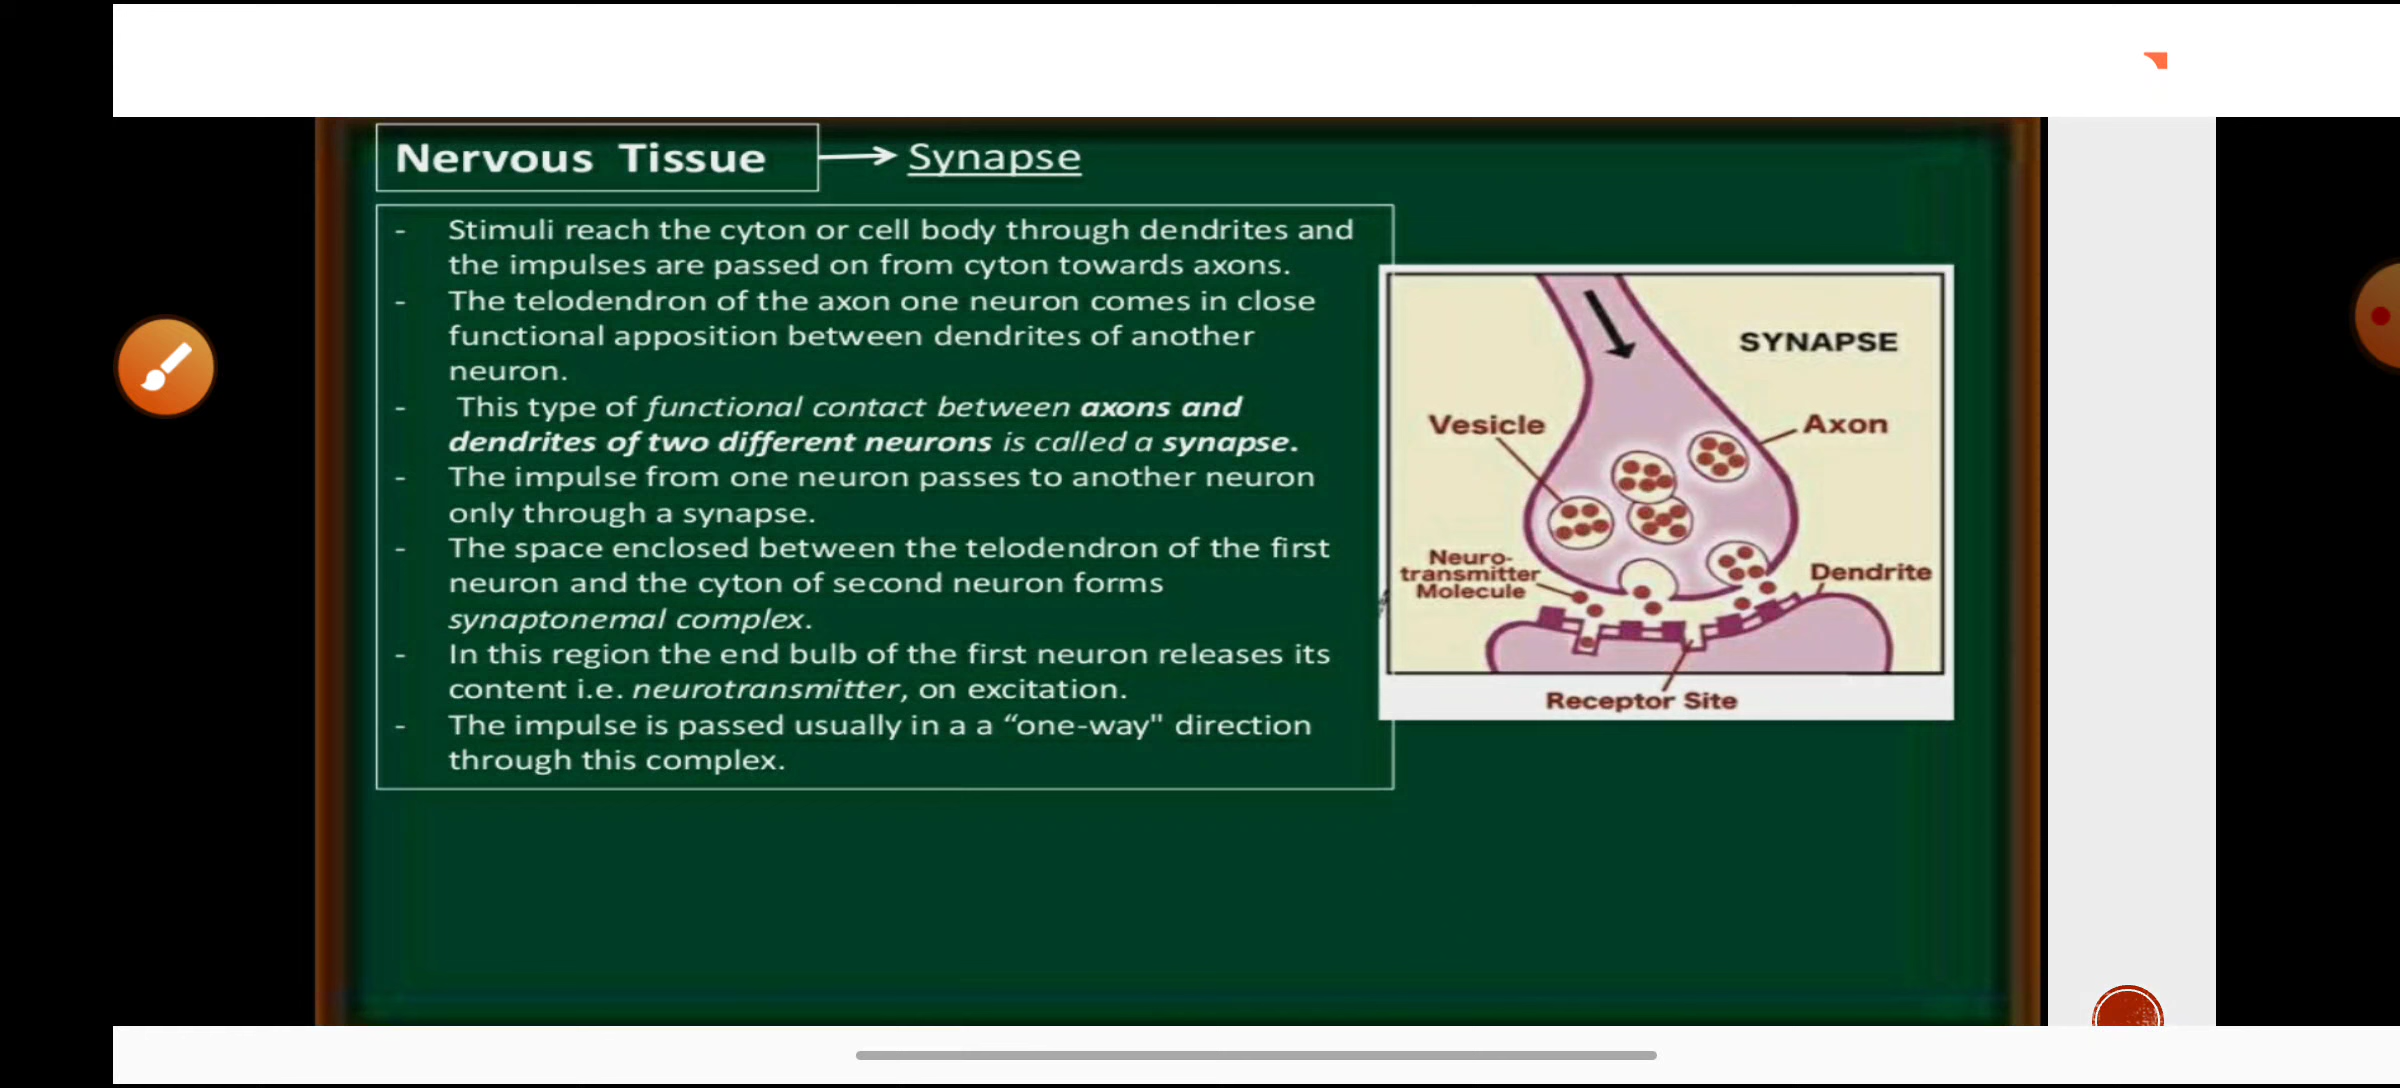 Nervous Tissue
Synapse
- Stimuli reach the cyton or cell body through dendrites and
the impulses are passed on from cyton towards axons.
- The telodendron of the axon one neuron comes in close
functional apposition between dendrites of another
neuron.
- This type of functional contact between axons and
dendrites of two different neurons is called a synapse.
- The impulse from one neuron passes to another neuron
only through a synapse.
- The space enclosed between the telodendron of the first
neuron and the cyton of second neuron forms
synaptonemal complex.
- In this region the end bulb of the first neuron releases its
content i.e. neurotransmitter, on excitation.
- The impulse is passed usually in a a “one-way" direction
through this complex.
SYNAPSE
Vesicle
Axon
Neuro-
transmitter
Molecule
Dendrite
Receptor Site